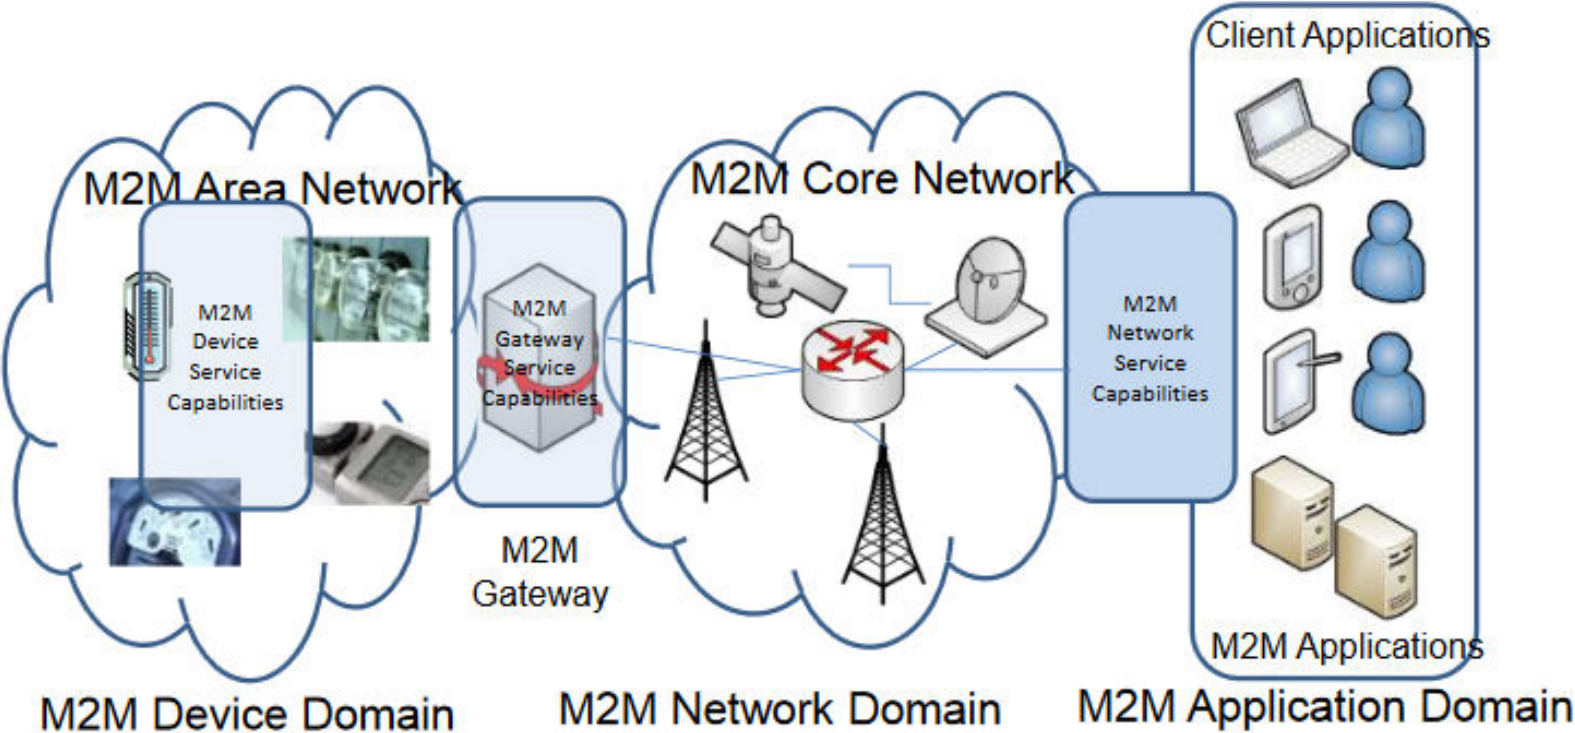 Client Applications
M2M Area Network
M2M Core Network
M2M
Device
Service
Capabilities
M2M
Gateway
Service
Capabilities
M2M
Network
Service
Capabilities
M2M
Gateway
M2M Applications
M2M Device Domain
M2M Network Domain
M2M Application Domain